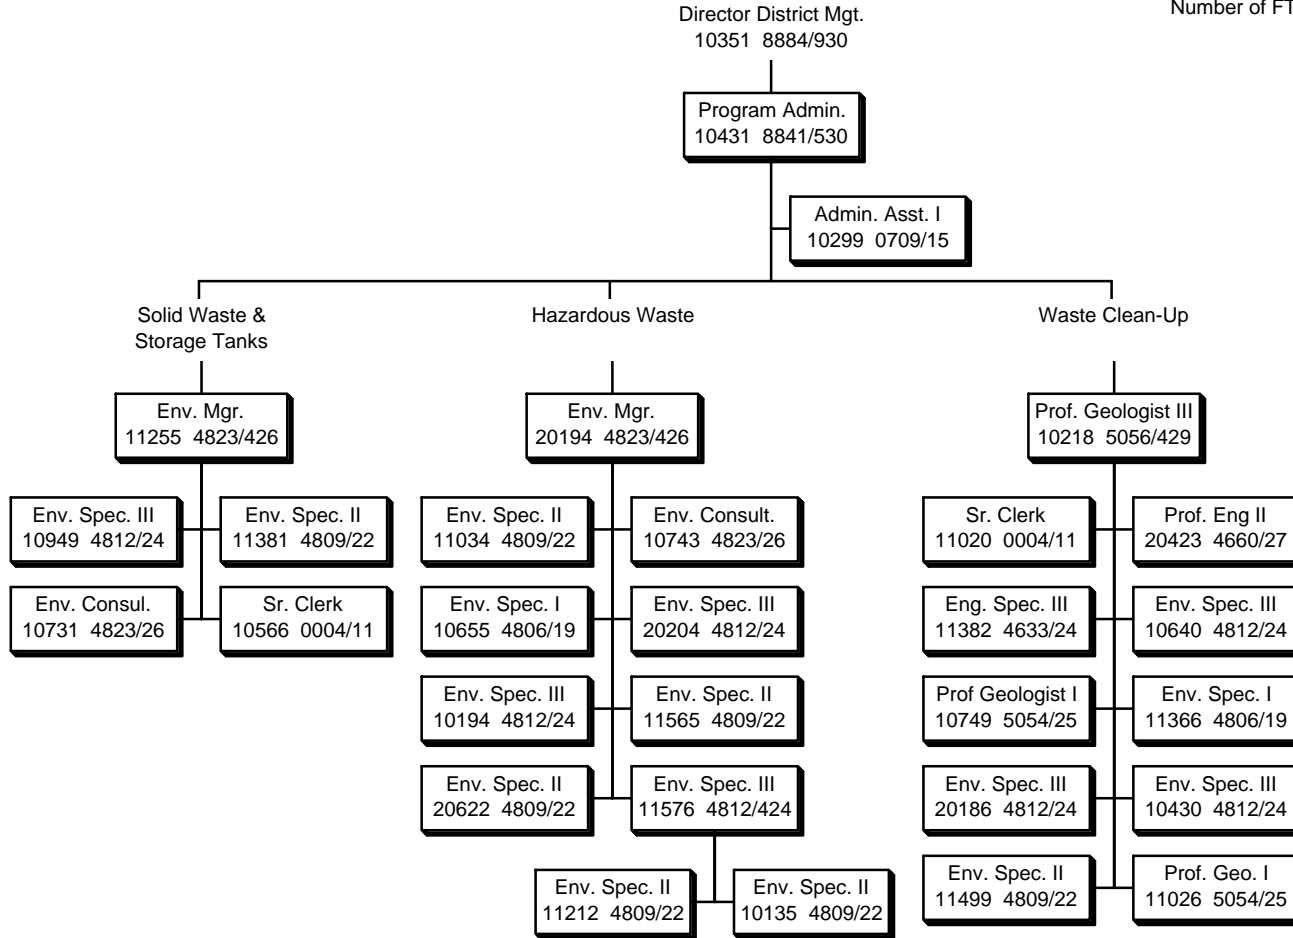 Number of FT
Director District Mgt.
10351 8884/930
Program Admin.
10431 8841/530
Admin. Asst. I
10299 0709/15
Solid Waste &
Storage Tanks
Hazardous Waste
Waste Clean-Up
Env. Mgr.
11255 4823/426
Env. Mgr.
20194 4823/426
Prof. Geologist III
10218 5056/429
Env. Spec. III
10949 4812/24
Env. Spec. II
11381 4809/22
Env. Spec. II
11034 4809/22
Env. Consult.
10743 4823/26
Sr. Clerk
11020 0004/11
Prof. Eng II
20423 4660/27
Env. Consul.
10731 4823/26
Sr. Clerk
10566 0004/11
Env. Spec. I
10655 4806/19
Env. Spec. III
20204 4812/24
Eng. Spec. III
11382 4633/24
Env. Spec. III
10640 4812/24
Env. Spec. III
10194 4812/24
Env. Spec. II
11565 4809/22
Prof Geologist I
10749 5054/25
Env. Spec. I
11366 4806/19
Env. Spec. II
20622 4809/22
Env. Spec. III
11576 4812/424
Env. Spec. III
20186 4812/24
Env. Spec. III
10430 4812/24
Env. Spec. II
11212 4809/22
Env. Spec. II
10135 4809/22
Env. Spec. II
11499 4809/22
Prof. Geo. I
11026 5054/25